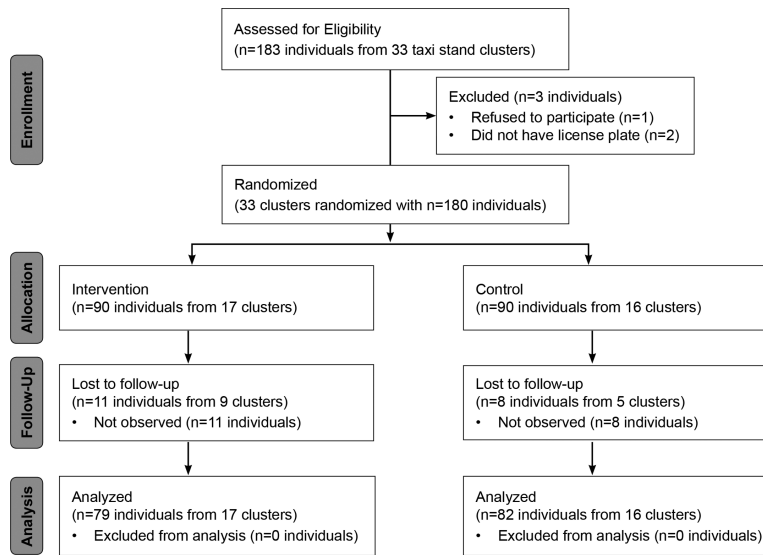 Enrollment
Assessed for Eligibility
(n=183 individuals from 33 taxi stand clusters)
Excluded (n=3 individuals)
• Refused to participate (n=1)
• Did not have license plate (n=2)
Randomized
(33 clusters randomized with n=180 individuals)
Allocation
Intervention
(n=90 individuals from 17 clusters)
Control
(n=90 individuals from 16 clusters)
Follow-Up
Lost to follow-up
(n=11 individuals from 9 clusters)
• Not observed (n=11 individuals)
Lost to follow-up
(n=8 individuals from 5 clusters)
• Not observed (n=8 individuals)
Analysis
Analyzed
(n=79 individuals from 17 clusters)
• Excluded from analysis (n=0 individuals)
Analyzed
(n=82 individuals from 16 clusters)
• Excluded from analysis (n=0 individuals)